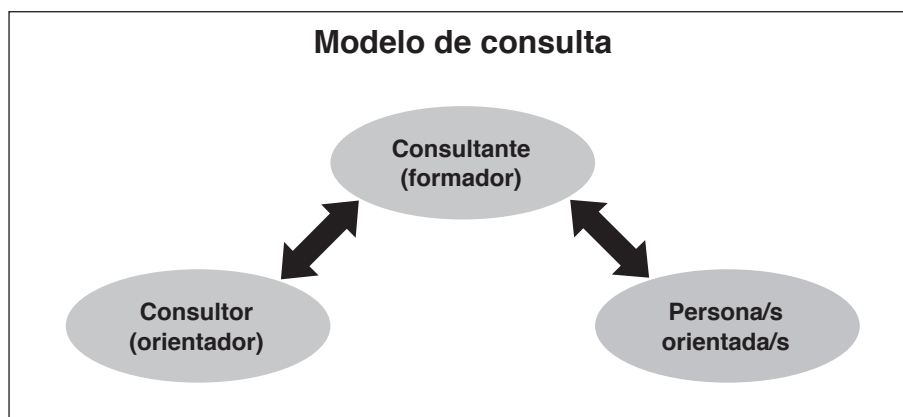 Modelo de consulta
Consultante
(formador)
Consultor
(orientador)
Persona/s
orientada/s